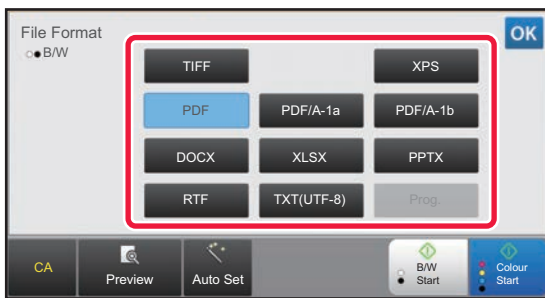 File Format
B/W
OK
TIFF
XPS
PDF
PDF/A-1a
PDF/A-1b
DOCX
XLSX
PPTX
RTF
TXT(UTF-8)
Prog.
CA
Preview
Auto Set
B/W
Start
Colour
Start